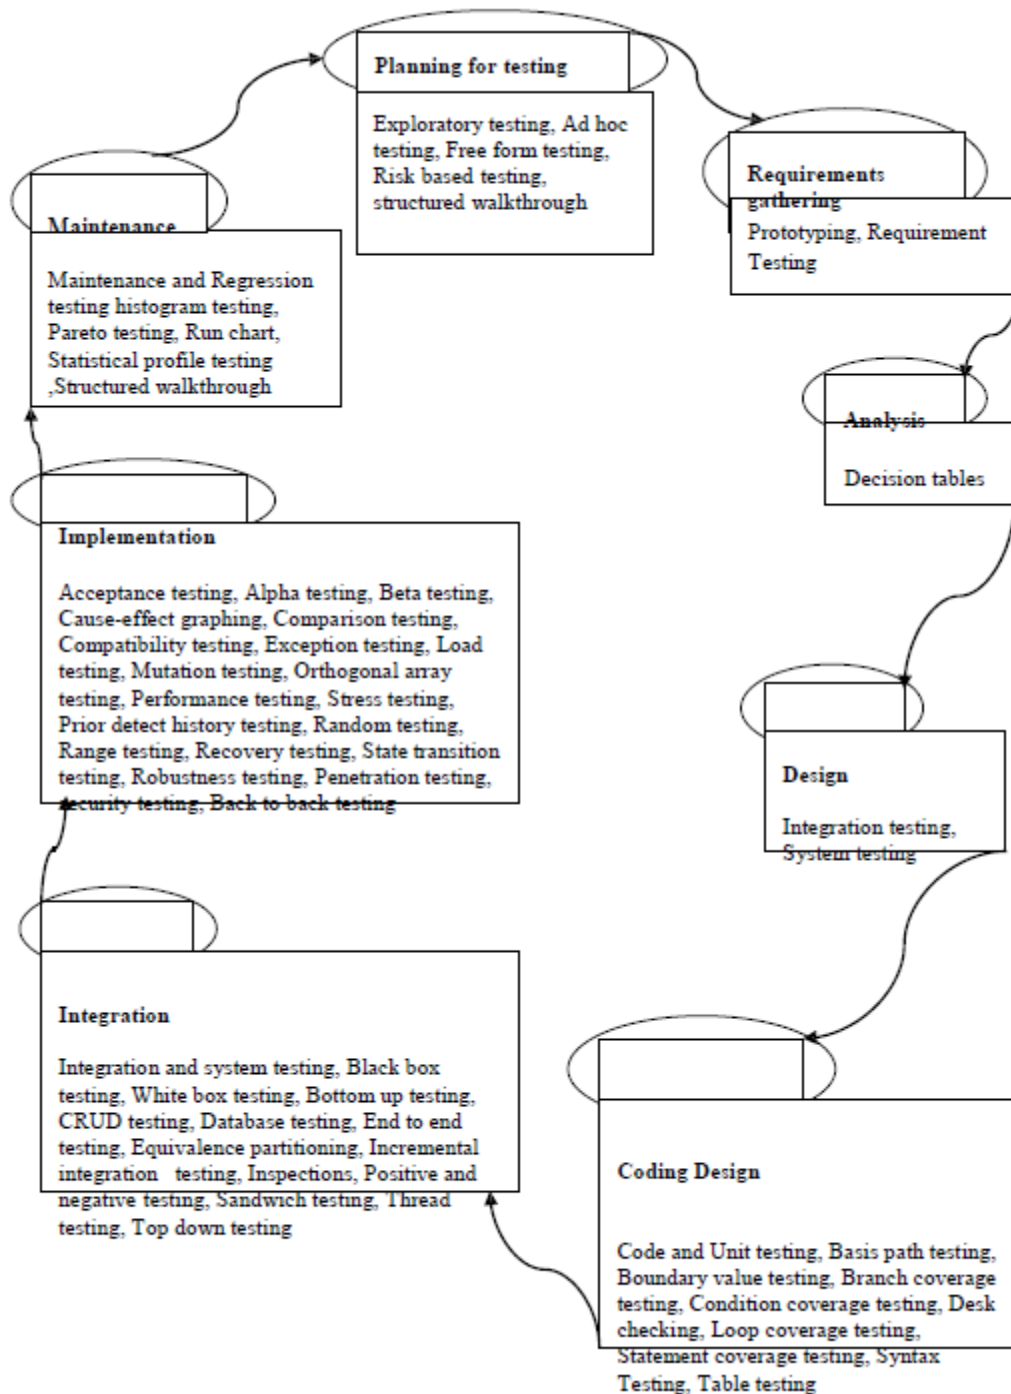 Planning for testing
Exploratory testing, Ad hoc
testing, Free form testing,
Risk based testing,
structured walkthrough
Requirements
gathering
Prototyping, Requirement
Testing
Analysis
Decision tables
Design
Integration testing,
System testing
Coding Design
Code and Unit testing, Basis path testing,
Boundary value testing, Branch coverage
testing, Condition coverage testing, Desk
checking, Loop coverage testing,
Statement coverage testing, Syntax
Testing, Table testing
Integration
Integration and system testing, Black box
testing, White box testing, Bottom up testing,
CRUD testing, Database testing, End to end
testing, Equivalence partitioning, Incremental
integration testing, Inspections, Positive and
negative testing, Sandwich testing, Thread
testing, Top down testing
Implementation
Acceptance testing, Alpha testing, Beta testing,
Cause-effect graphing, Comparison testing,
Compatibility testing, Exception testing, Load
testing, Mutation testing, Orthogonal array
testing, Performance testing, Stress testing,
Prior detect history testing, Random testing,
Range testing, Recovery testing, State transition
testing, Robustness testing, Penetration testing,
security testing, Back to back testing
Maintenance
Maintenance and Regression
testing histogram testing,
Pareto testing, Run chart,
Statistical profile testing
,Structured walkthrough